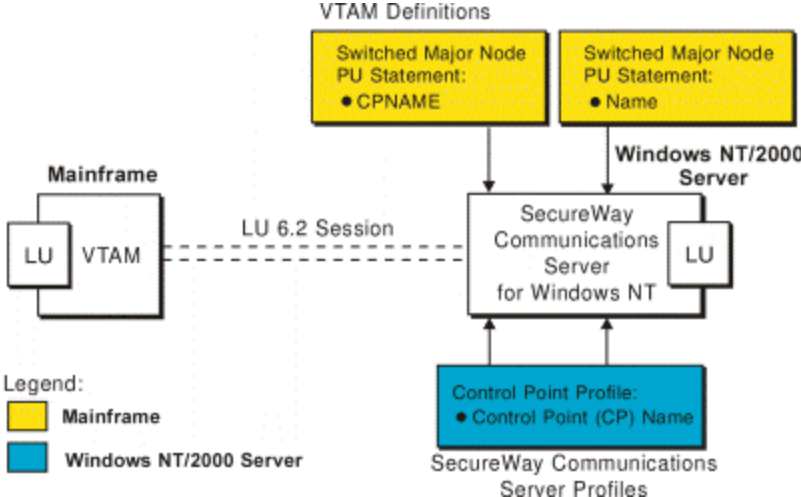 VTAM Definitions
Switched Major Node
PU Statement:
● CPNAME
Switched Major Node
PU Statement:
● Name
Windows NT/2000
Server
Mainframe
LU
VTAM
LU 6.2 Session
SecureWay
Communications
Server
for Windows NT
LU
Legend:
Mainframe
Windows NT/2000 Server
Control Point Profile:
● Control Point (CP) Name
SecureWay Communications
Server Profiles